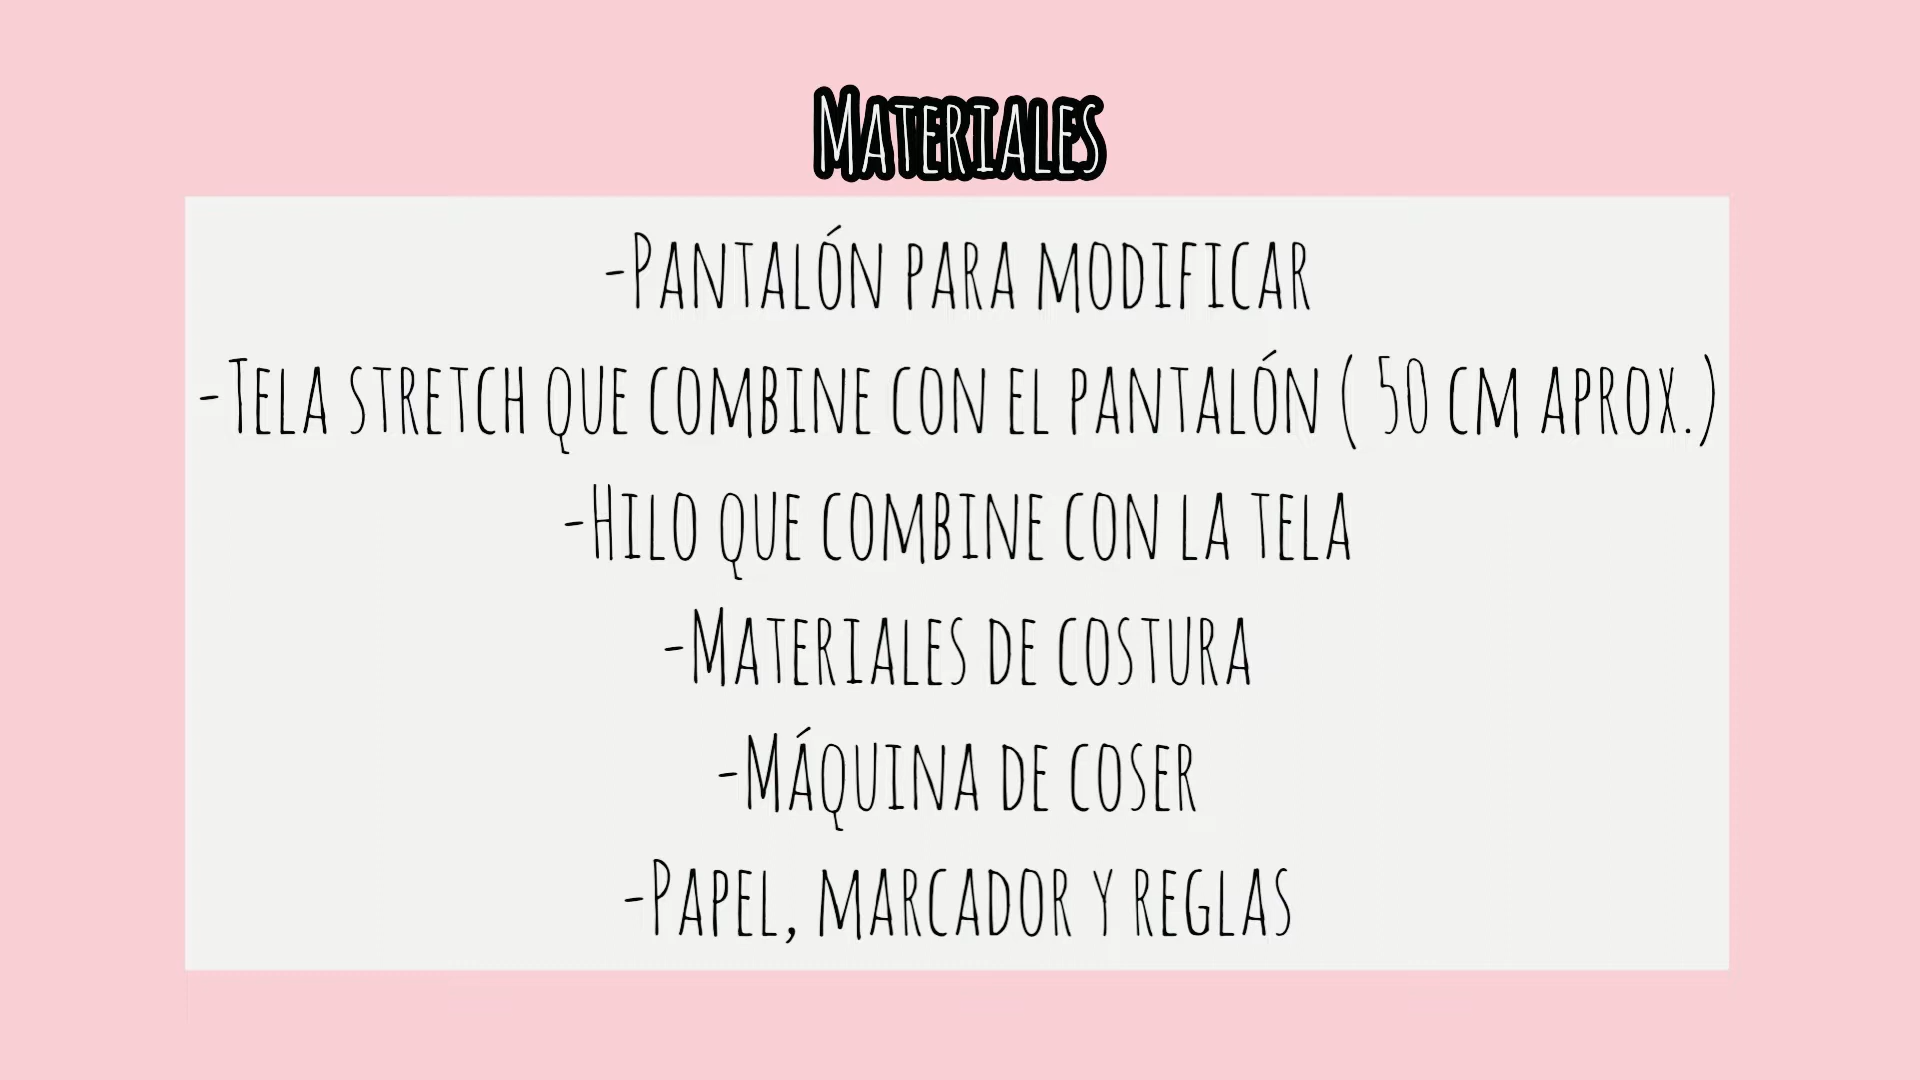 Materiales
-Pantalón para modificar
-Tela stretch que combine con el pantalón ( 50 cm aprox.)
-Hilo que combine con la tela
-Materiales de costura
-Máquina de coser
-Papel, marcador y reglas